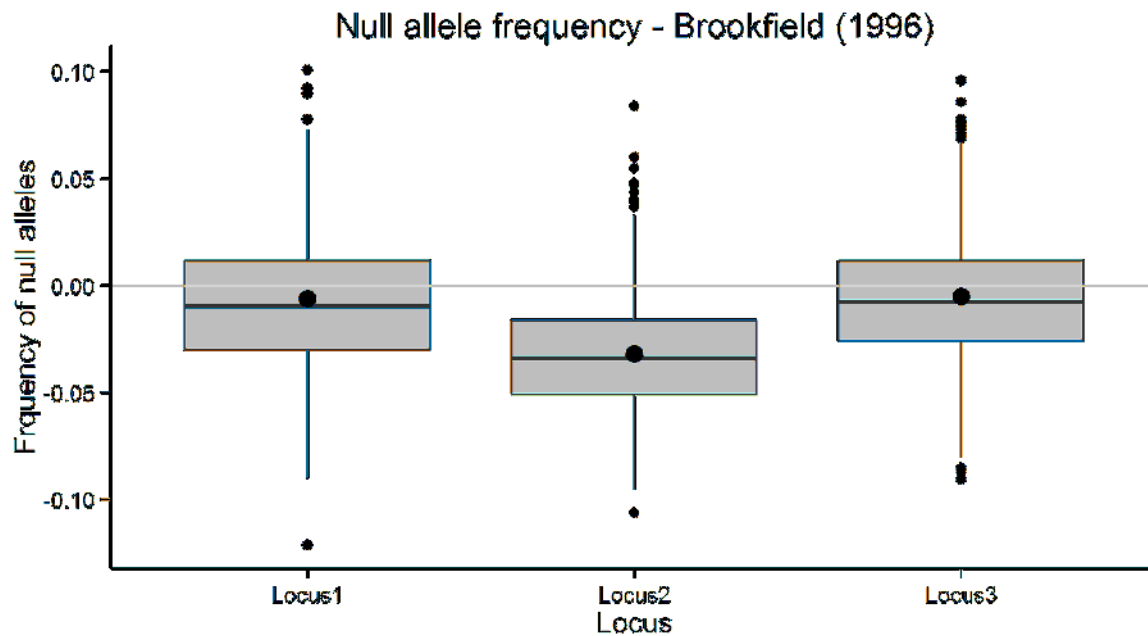 Null allele frequency - Brookfield (1996)
0.10
0.05
0.00
-0.05
-0.10
Frquency of null alleles
Locus1 Locus2 Locus3
Locus